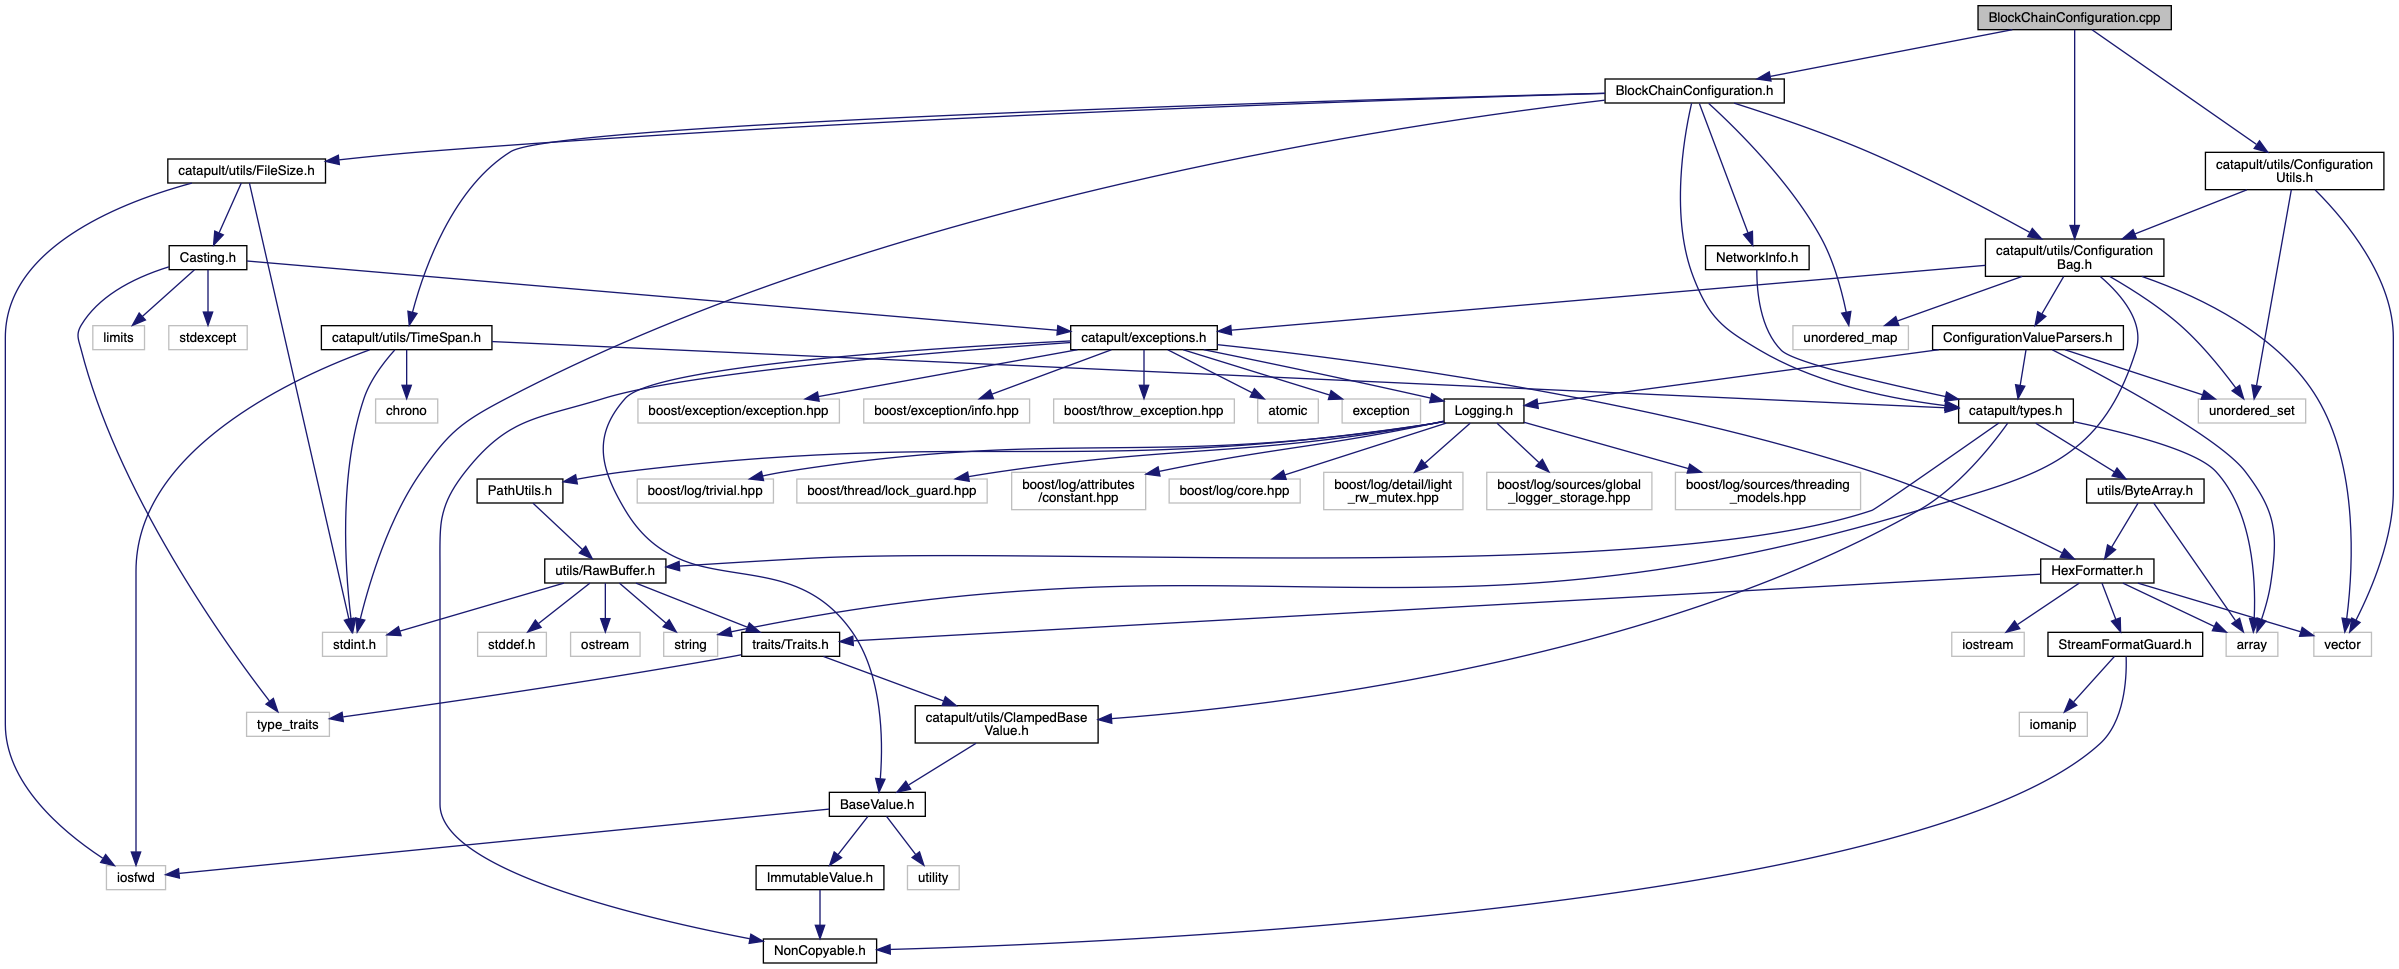 BlockChainConfiguration.cpp
BlockChainConfiguration.h
catapult/utils/FileSize.h
catapult/utils/Configuration
Utils.h
Casting.h
NetworkInfo.h
catapult/utils/Configuration
Bag.h
limits
stdexcept
catapult/utils/TimeSpan.h
catapult/exceptions.h
unordered_map
ConfigurationValueParsers.h
chrono
boost/exception/exception.hpp
boost/exception/info.hpp
boost/throw_exception.hpp
atomic
exception
Logging.h
catapult/types.h
unordered_set
PathUtils.h
boost/log/trivial.hpp
boost/thread/lock_guard.hpp
boost/log/attributes
/constant.hpp
boost/log/core.hpp
boost/log/detail/light
_rw_mutex.hpp
boost/log/sources/global
_logger_storage.hpp
boost/log/sources/threading
_models.hpp
utils/ByteArray.h
utils/RawBuffer.h
HexFormatter.h
stdint.h
stddef.h
ostream
string
traits/Traits.h
iostream
StreamFormatGuard.h
array
vector
type_traits
catapult/utils/ClampedBase
Value.h
iomanip
BaseValue.h
iosfwd
ImmutableValue.h
utility
NonCopyable.h